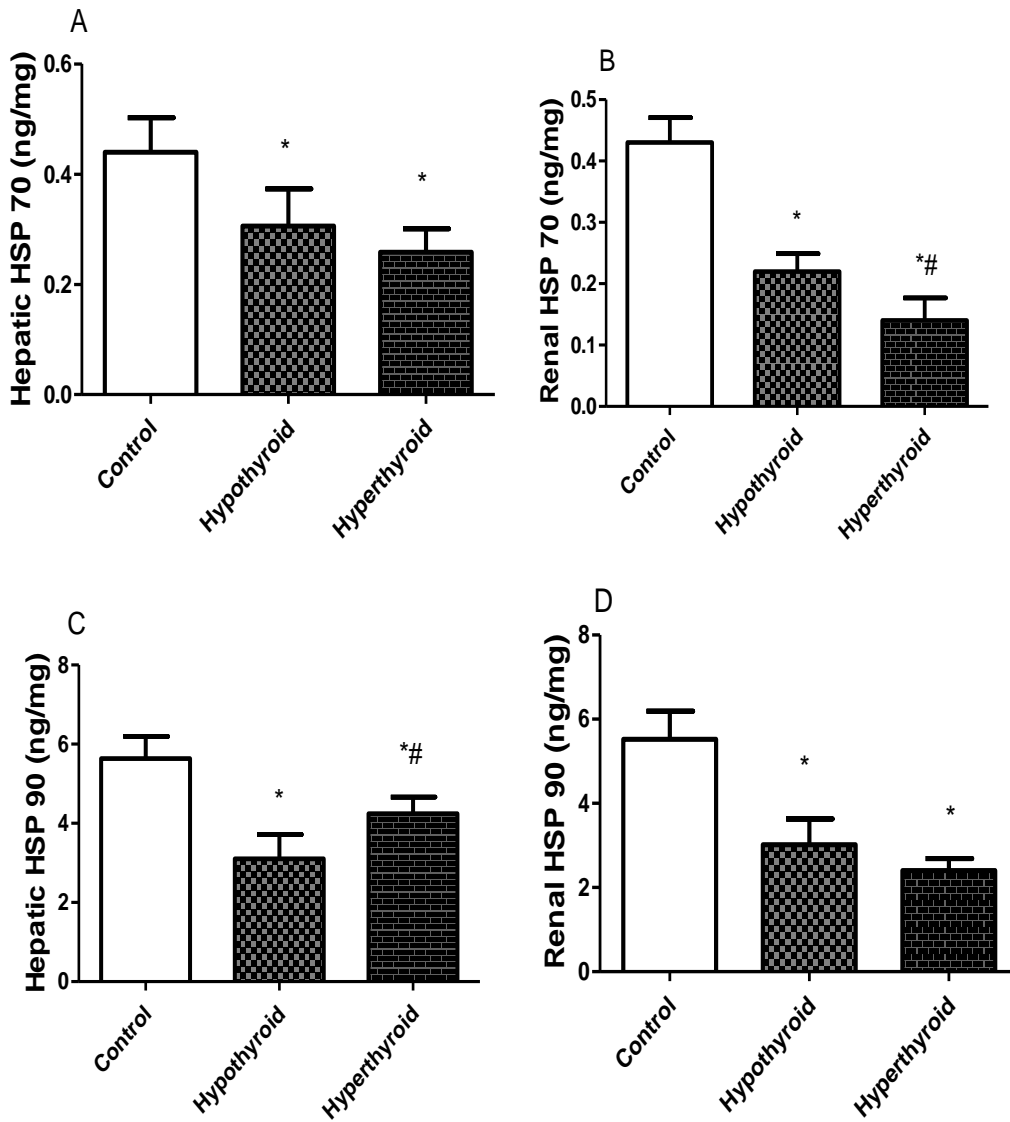 A
Hepatic HSP 70 (ng/mg)
0.6
0.4
0.2
0.0
*
*
Control
Hypothyroid
Hyperthyroid
B
Renal HSP 70 (ng/mg)
0.5
0.4
0.3
0.2
0.1
0.0
*
*#
Control
Hypothyroid
Hyperthyroid
C
Hepatic HSP 90 (ng/mg)
8
6
4
2
0
*
*#
Control
Hypothyroid
Hyperthyroid
D
Renal HSP 90 (ng/mg)
8
6
4
2
0
*
*
Control
Hypothyroid
Hyperthyroid